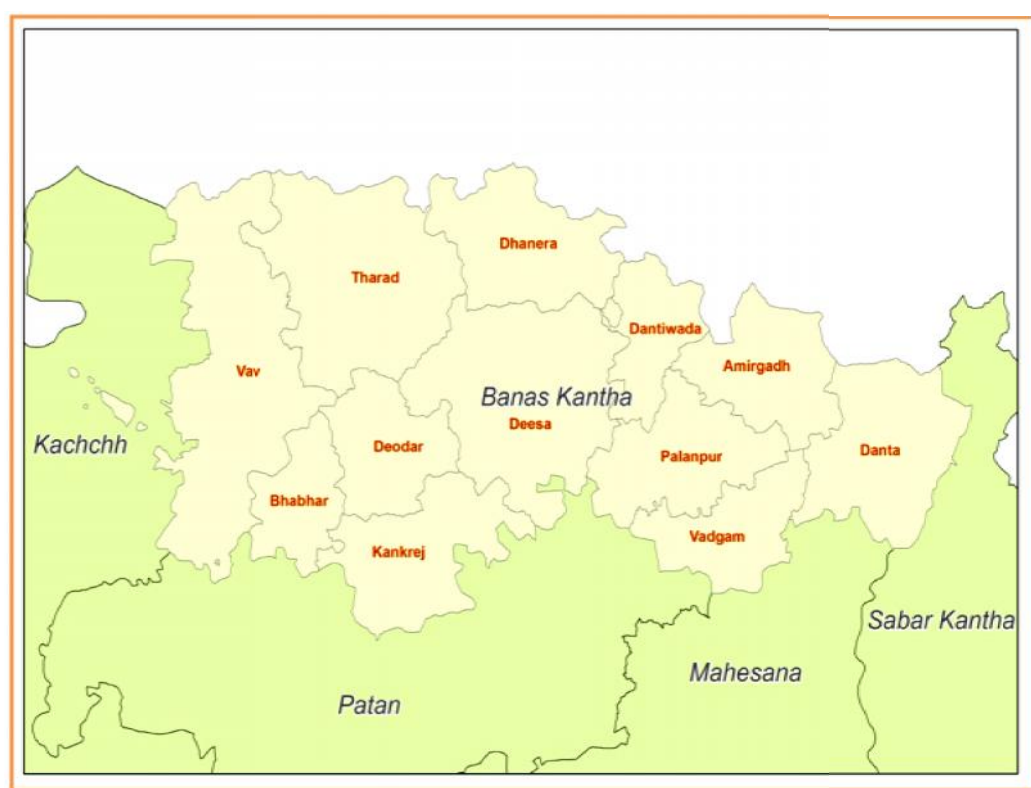 Dhanera
Tharad
Dantiwada
Amirgadh
Vav
Banas Kantha
Deesa
Kachchh
Deodar
Palanpur
Danta
Bhabhar
Vadgam
Kankrej
Sabar Kantha
Mahesana
Patan